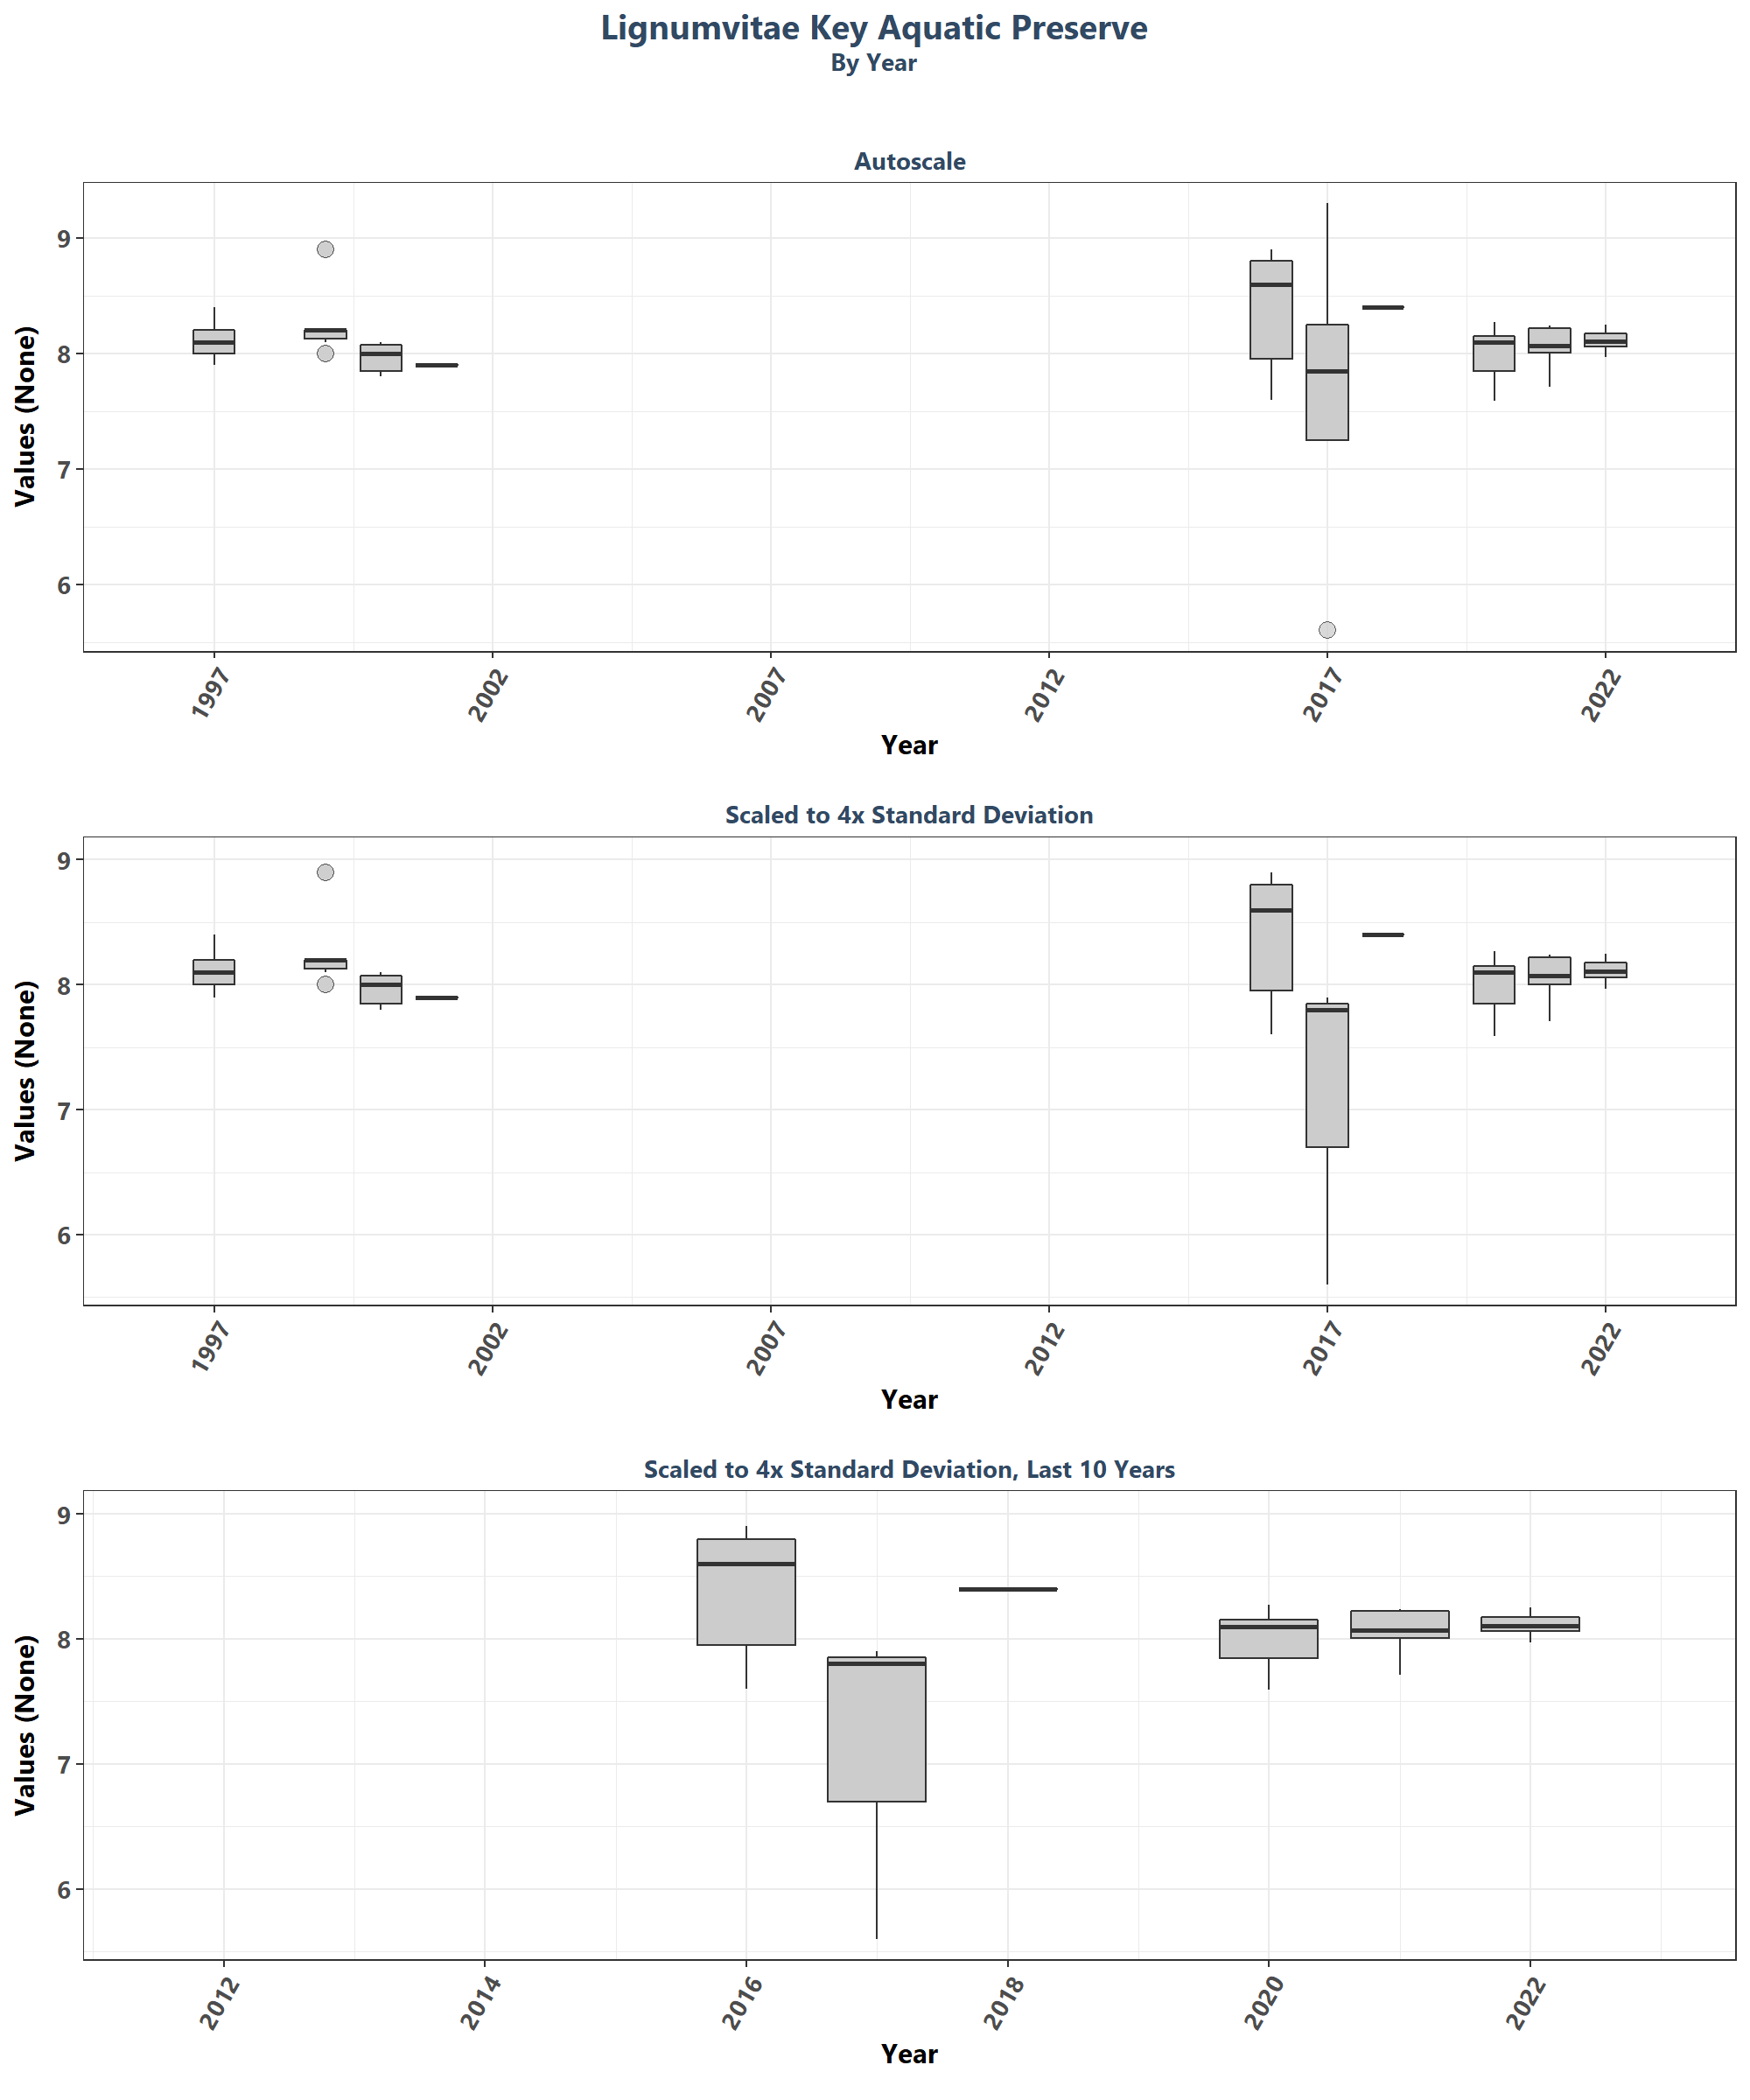 Lignumvitae Key Aquatic Preserve
By Year
Autoscale
Values (None)
9
8
7
6
1997 2002 2007 2012 2017 2022
Year
Scaled to 4x Standard Deviation
Values (None)
9
8
7
6
1997 2002 2007 2012 2017 2022
Year
Scaled to 4x Standard Deviation, Last 10 Years
Values (None)
9
8
7
6
2012 2014 2016 2018 2020 2022
Year